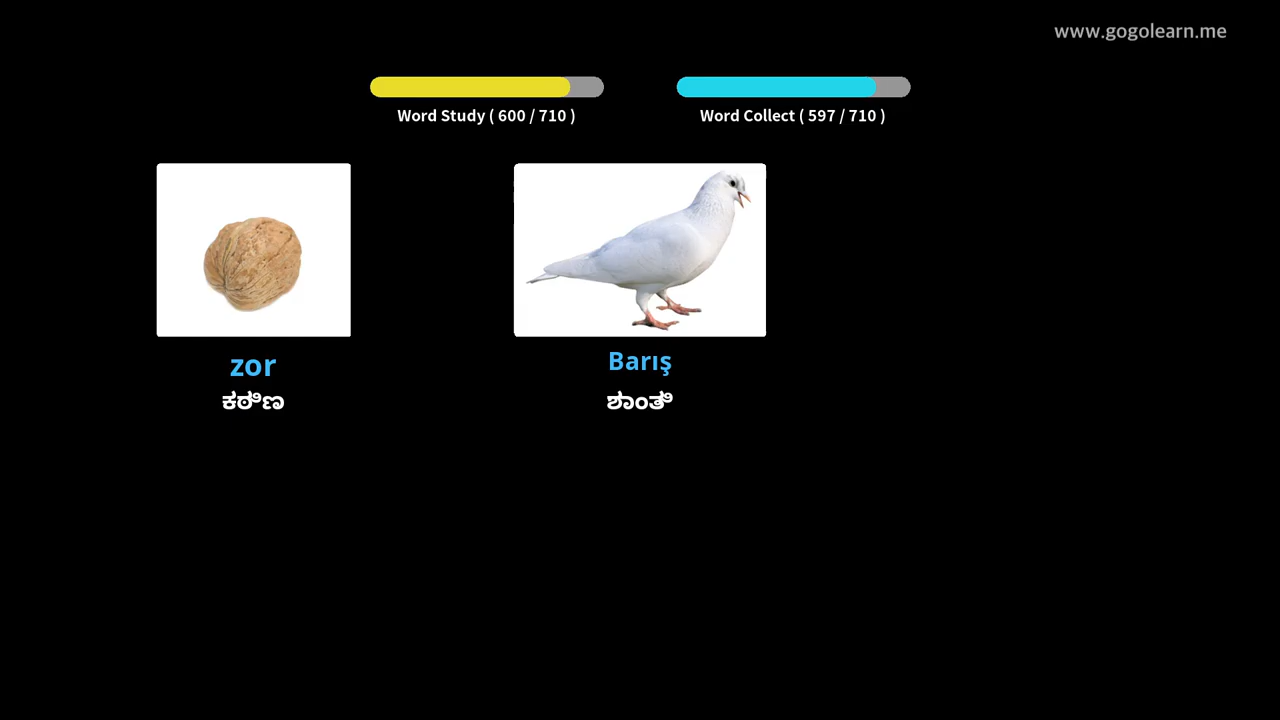 www.gogolearn.me
Word Study ( 600 / 710 )
Word Collect ( 597 / 710 )
zor
ಕಠಿಣ
Barış
ಶಾಂತಿ